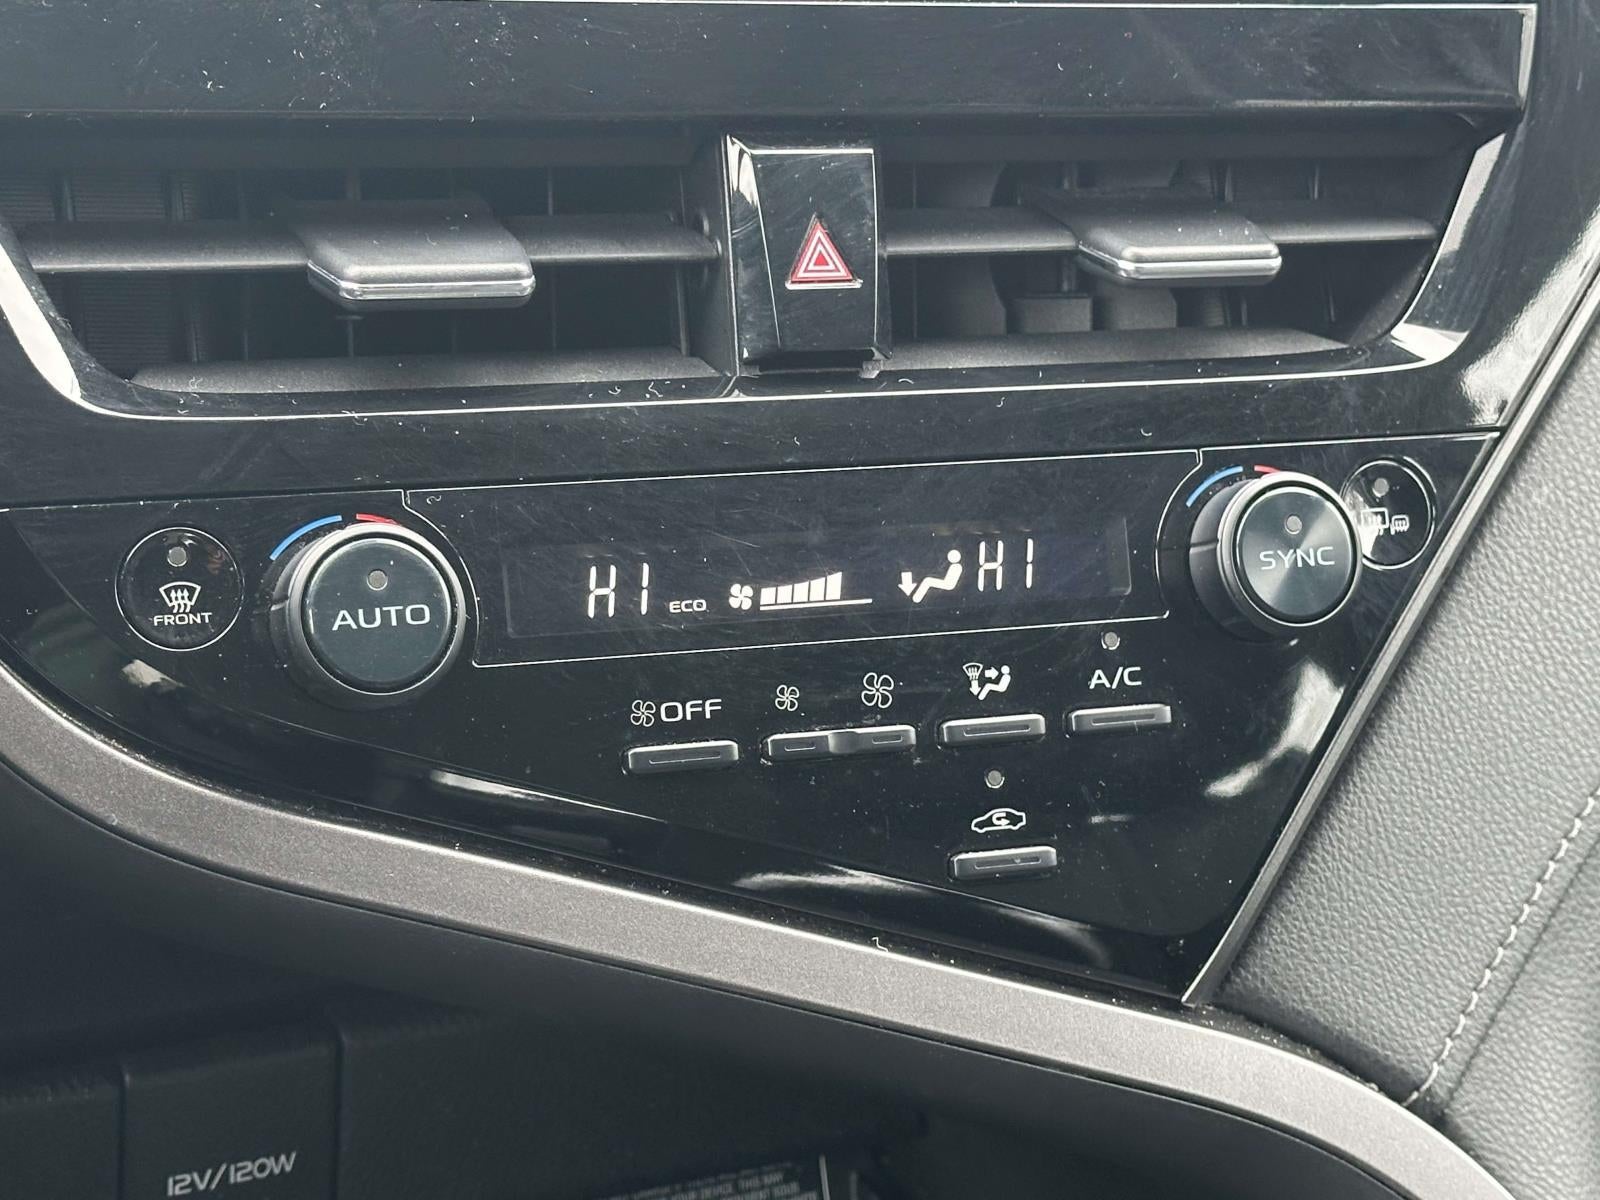 HI ECO HI
FRONT
AUTO
SYNC
OFF
A/C
12V/120W